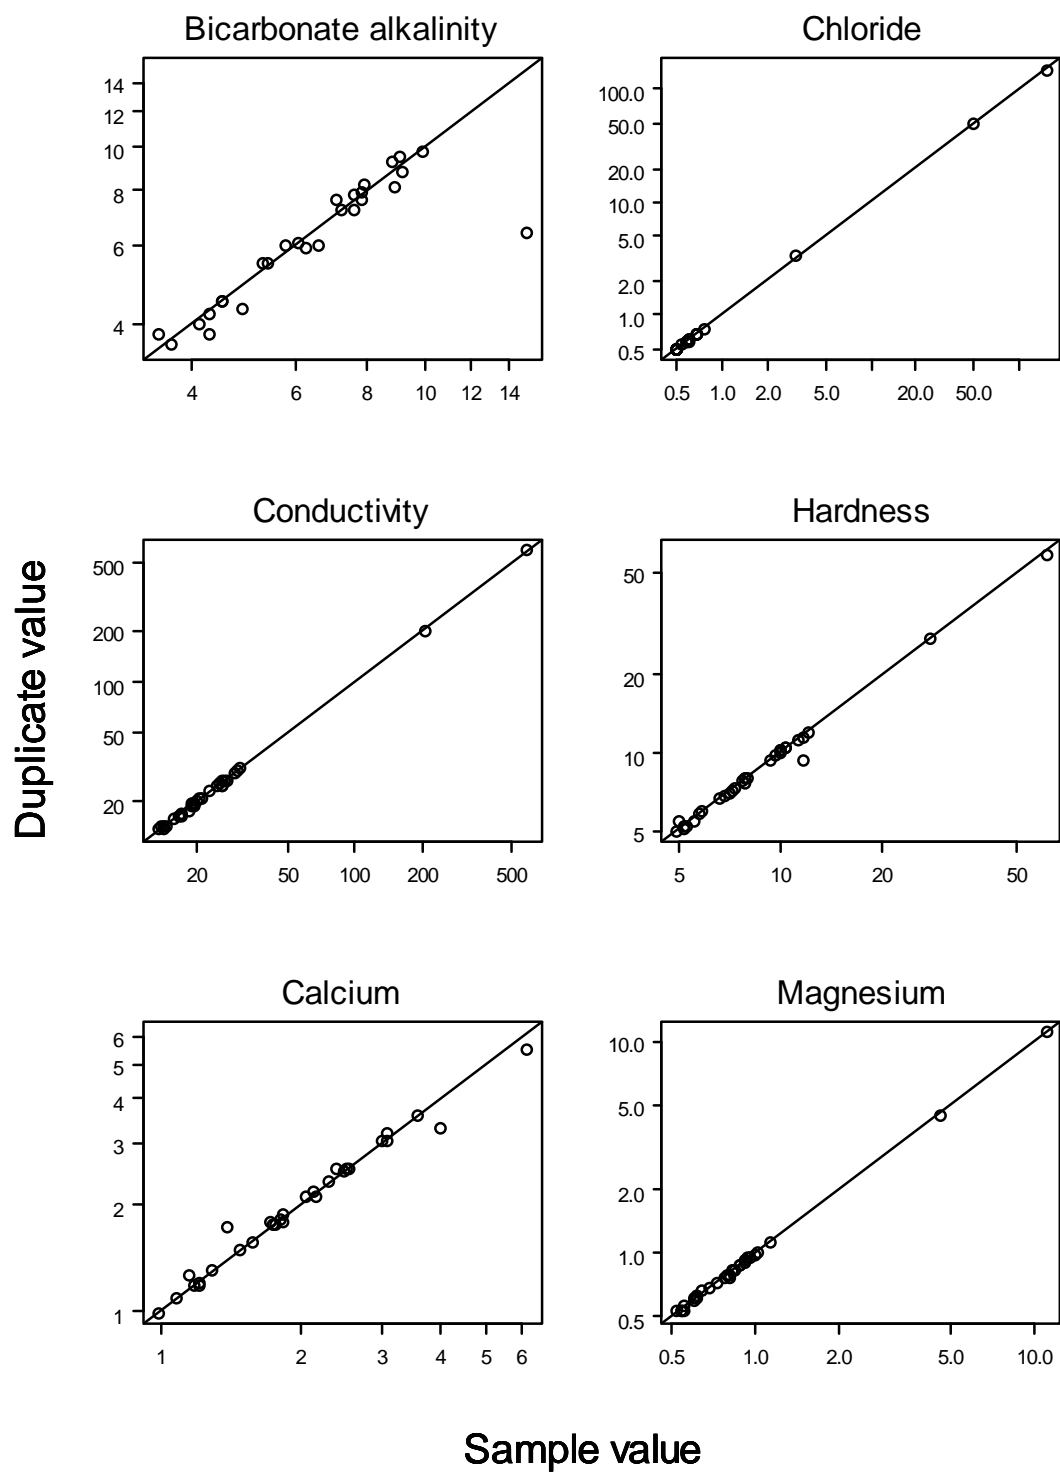 Bicarbonate alkalinity
14
12
10
8
6
4
4 6 8 10 12 14
Chloride
100.0
50.0
20.0
10.0
5.0
2.0
1.0
0.5
0.5 1.0 2.0 5.0 20.0 50.0
Conductivity
500
200
100
50
20
20 50 100 200 500
Hardness
50
20
10
5
5 10 20 50
Duplicate value
Calcium
6
5
4
3
2
1
1 2 3 4 5 6
Magnesium
10.0
5.0
2.0
1.0
0.5
0.5 1.0 2.0 5.0 10.0
Sample value